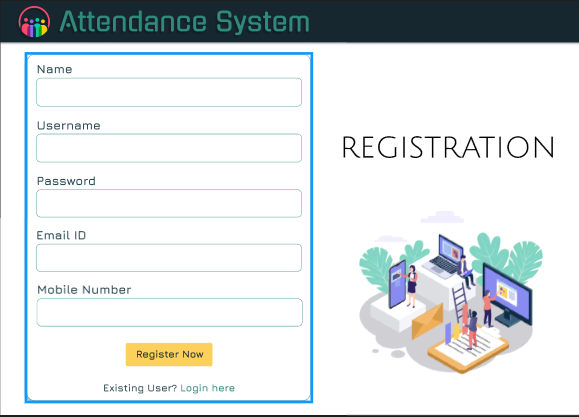 Attendance System
Name
Username
Password
Email ID
Mobile Number
Register Now
Existing User? Login here
REGISTRATION